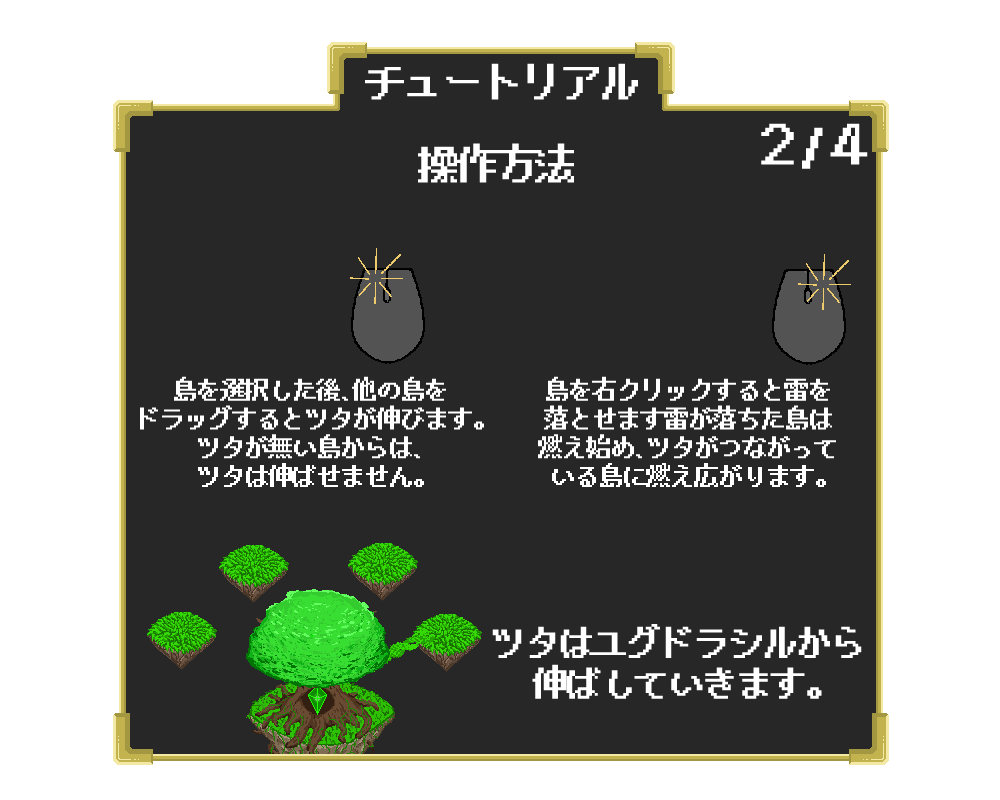 チュートリアル
2/4
操作方法
島を選択した後、他の島を
ドラッグするとツタが伸びます。
ツタが無い島からは、
ツタは伸ばせません。
島を右クリックすると雷を
落とせます雷が落ちた島は
燃え始め、ツタがつながって
いる島に燃え広がります。
ツタはユグドラシルから
伸ばしていきます。